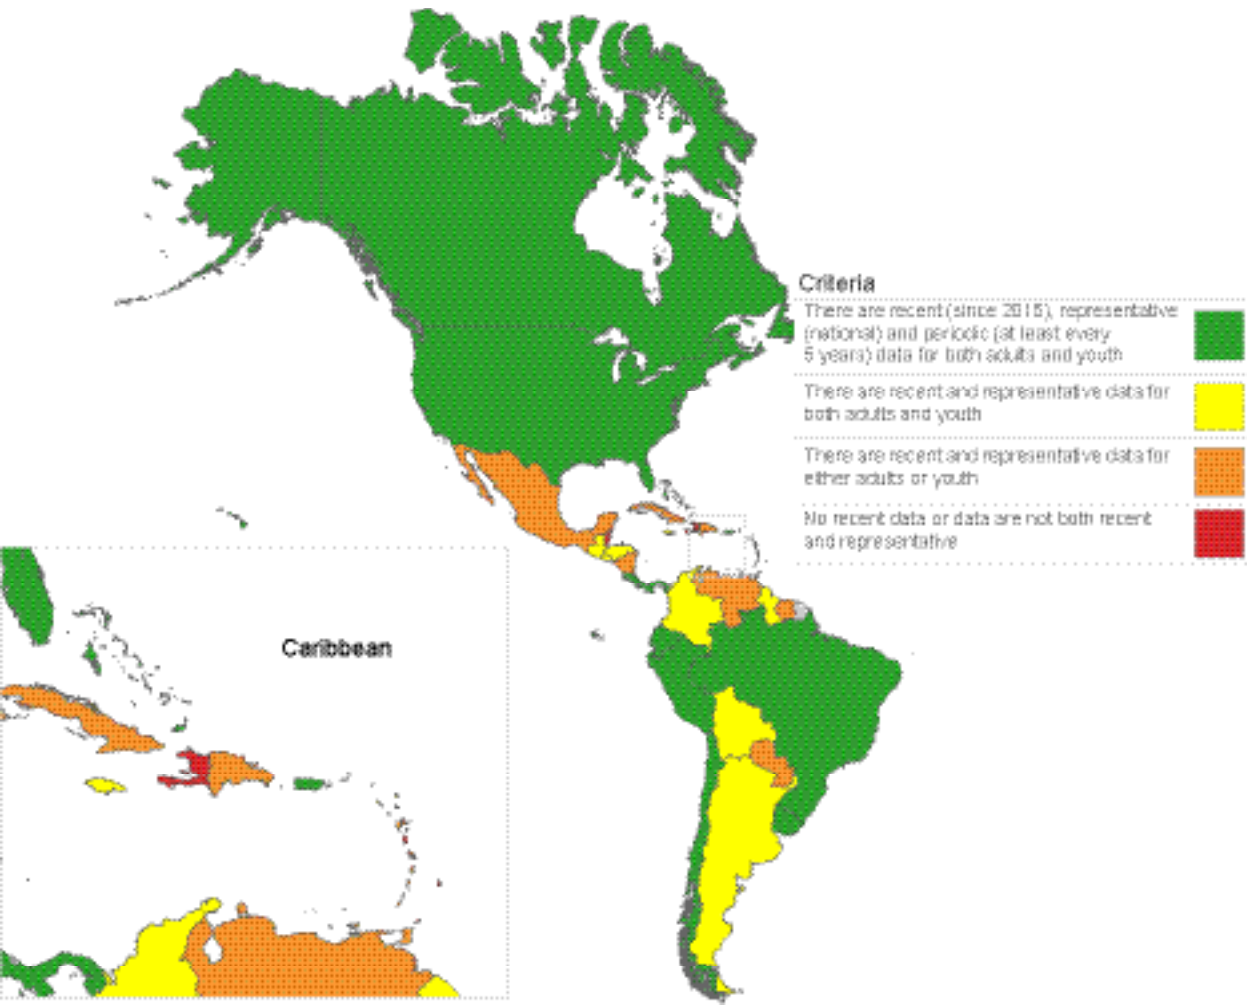 Criteria
There are recent (since 2015), representative
(national) and periodic (at least every
5 years) data for both adults and youth
There are recent and representative data for
both adults and youth
There are recent and representative data for
either adults or youth
No recent data or data are not both recent
and representative
Caribbean